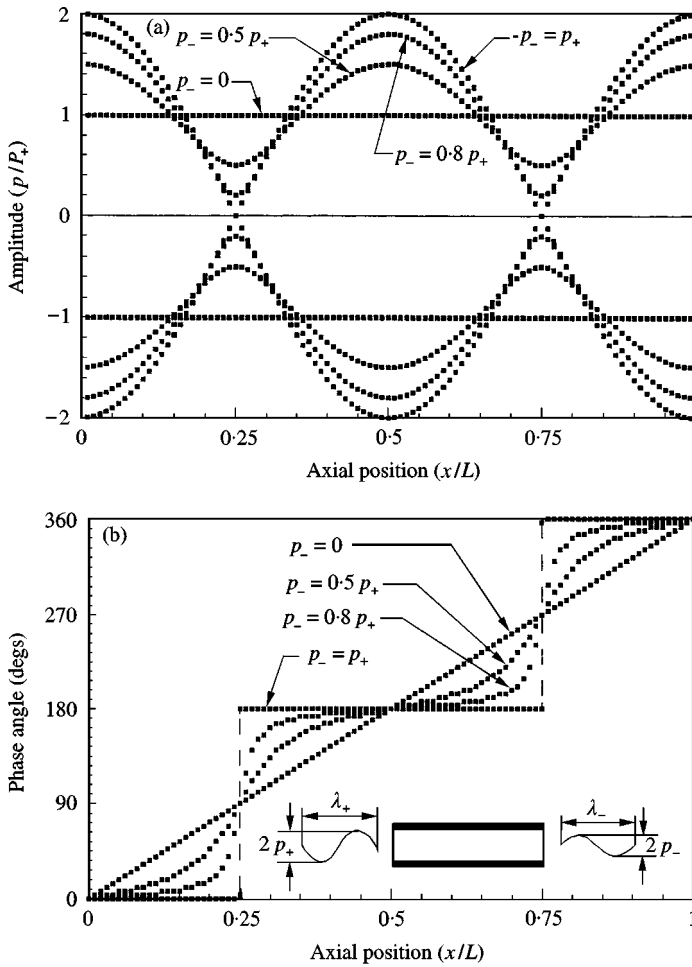 (a)
p₋ = 0·5 p₊
-p₋ = p₊
p₋ = 0
p₋ = 0·8 p₊
2
1
0
−1
−2
Amplitude (p/P₊)
0 0·25 0·5 0·75 1
Axial position (x/L)
(b)
p₋ = 0
p₋ = 0·5 p₊
p₋ = 0·8 p₊
p₋ = p₊
360
270
180
90
0
Phase angle (degs)
λ₊
2 p₊
λ₋
2 p₋
0 0·25 0·5 0·75 1
Axial position (x/L)